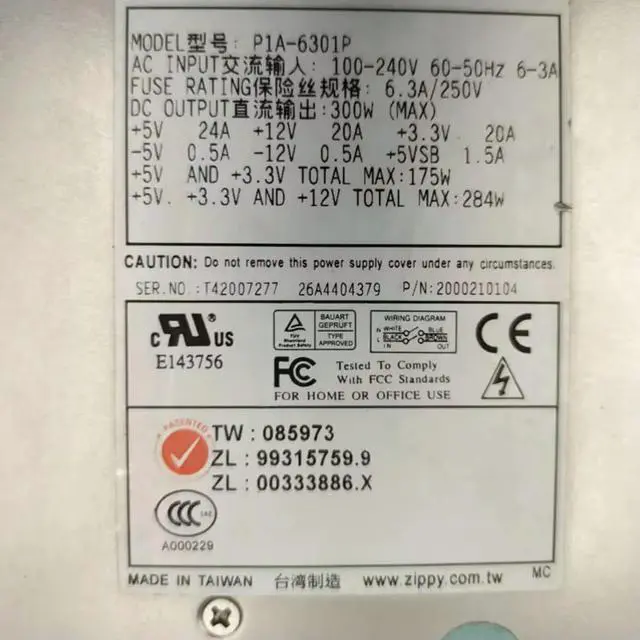 MODEL型号: P1A-6301P
AC INPUT交流输入: 100-240V 60-50Hz 6-3A
FUSE RATING保险丝规格: 6.3A/250V
DC OUTPUT直流输出:300W (MAX)
+5V 24A +12V 20A +3.3V 20A
-5V 0.5A -12V 0.5A +5VSB 1.5A
+5V AND +3.3V TOTAL MAX:175W
+5V. +3.3V AND +12V TOTAL MAX:284W
CAUTION: Do not remove this power supply cover under any circumstances.
SER.NO.:T42007277 26A4404379 P/N:2000210104
c RU ® US
E143756
TÜV Rheinland Product Safety
BAUART GEPRUFT
TYPE APPROVED
WIRING DIAGRAM
N WHITE BLUE
L BLACK BROWN
IN OUT
CE
FC
Tested To Comply
With FCC Standards
FOR HOME OR OFFICE USE
PATENTED
TW : 085973
ZL : 99315759.9
ZL : 00333886.X
CCC S&E
A000229
MADE IN TAIWAN 台湾制造 www.zippy.com.tw MC